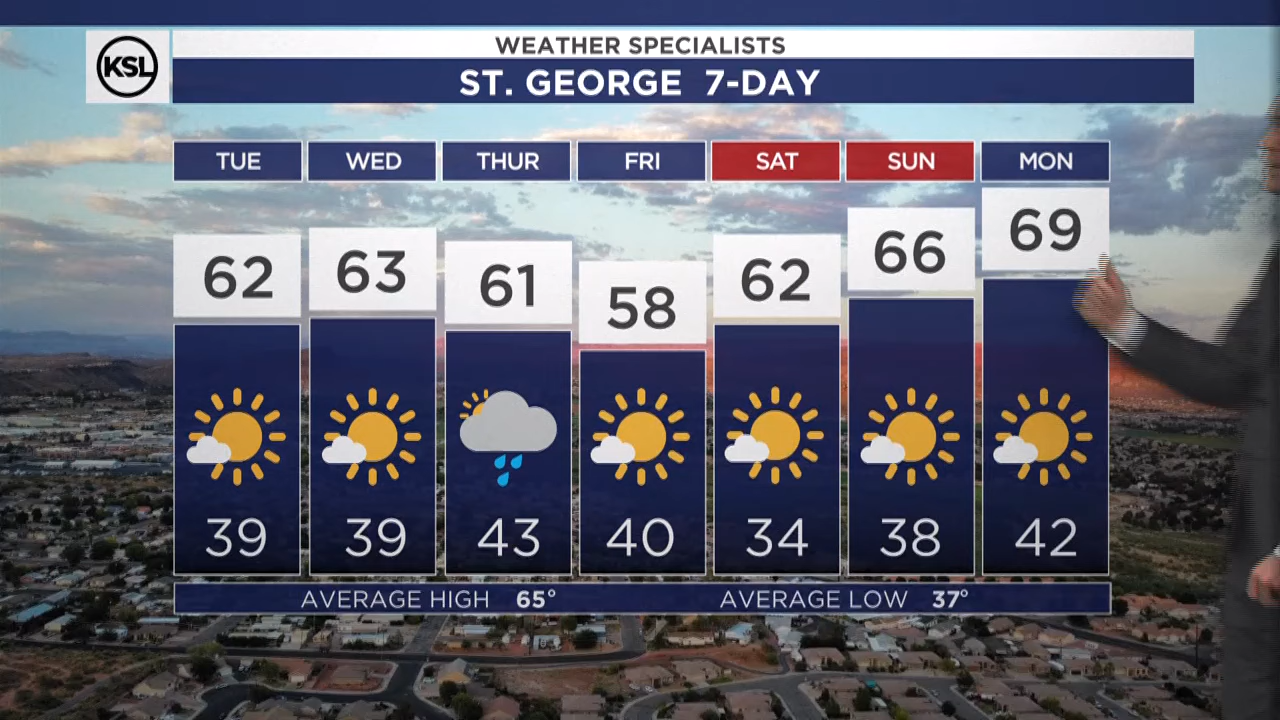 KSL
WEATHER SPECIALISTS
ST. GEORGE 7-DAY
TUE WED THUR FRI SAT SUN MON
62 63 61 58 62 66 69
39 39 43 40 34 38 42
AVERAGE HIGH 65° AVERAGE LOW 37°